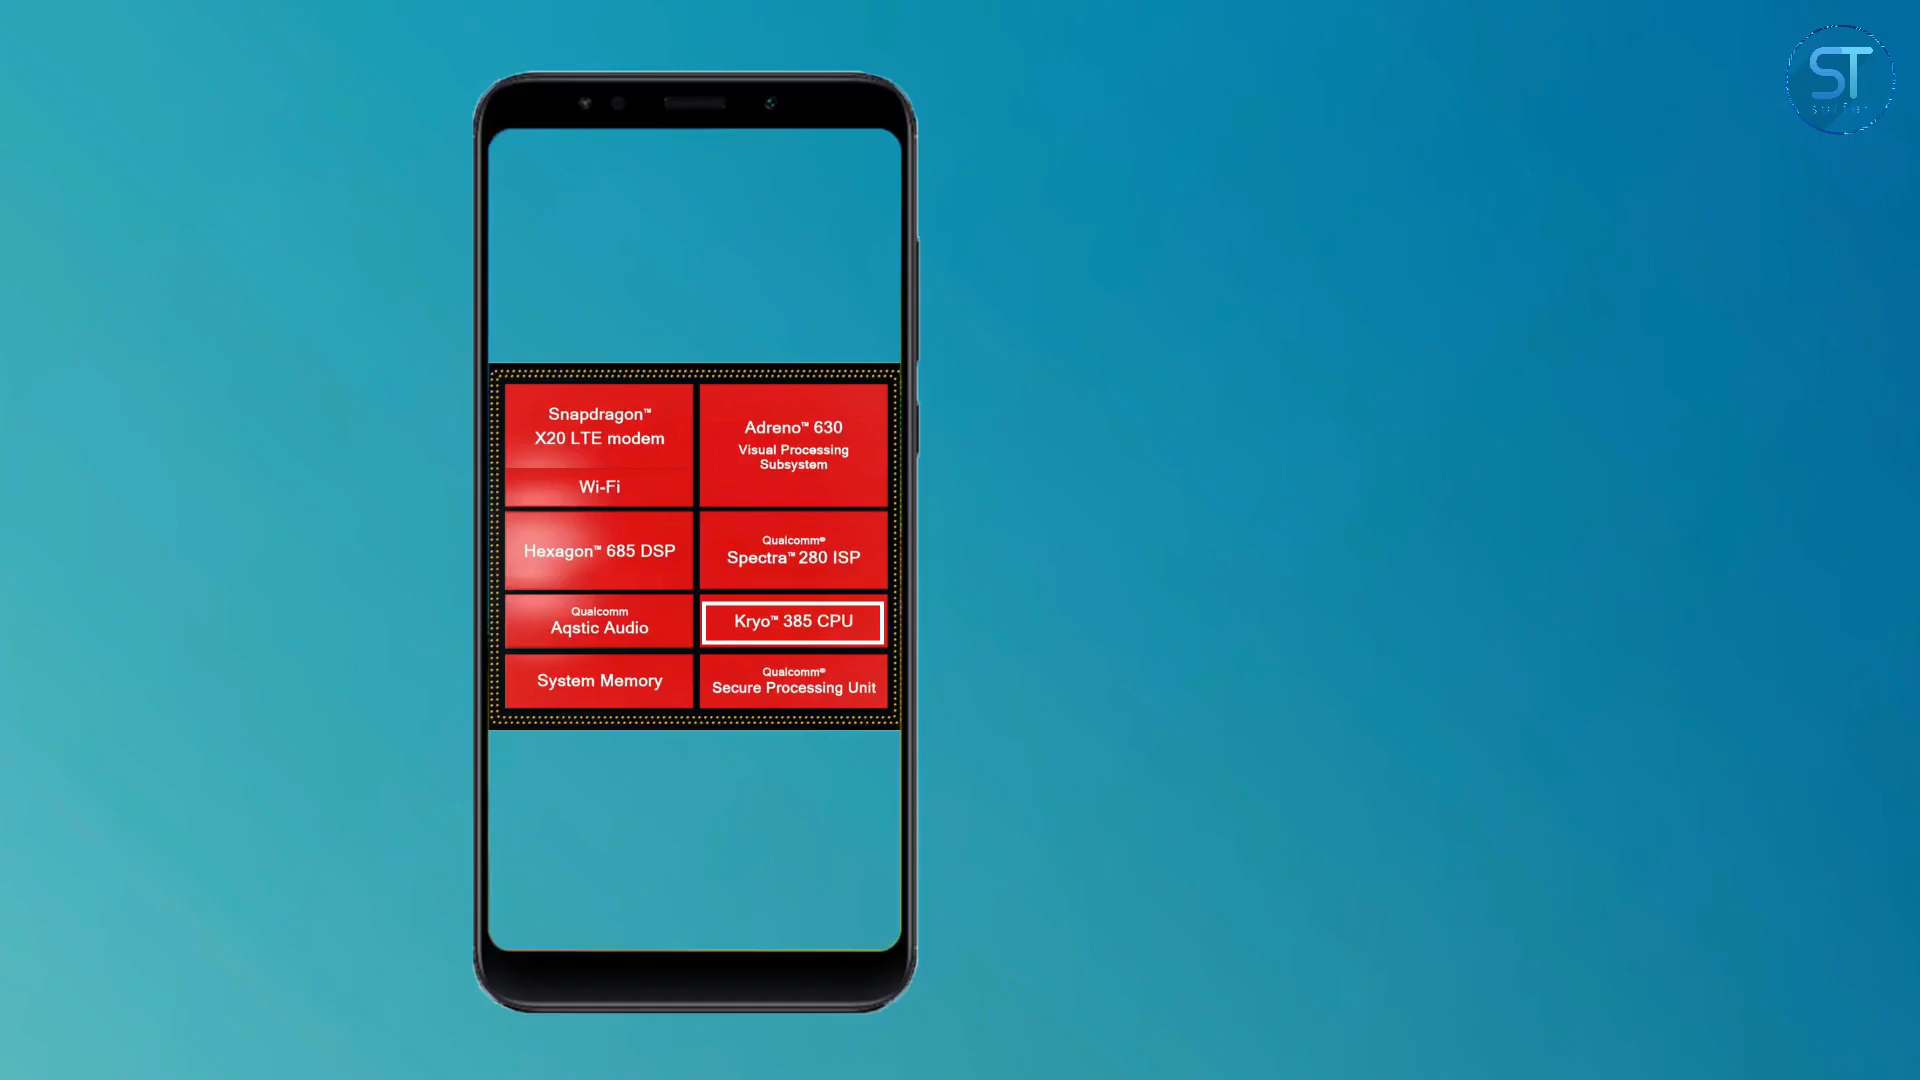 Snapdragon™
X20 LTE modem
Wi-Fi
Adreno™ 630
Visual Processing
Subsystem
Hexagon™ 685 DSP
Qualcomm®
Spectra™ 280 ISP
Qualcomm
Aqstic Audio
Kryo™ 385 CPU
System Memory
Qualcomm®
Secure Processing Unit
ST